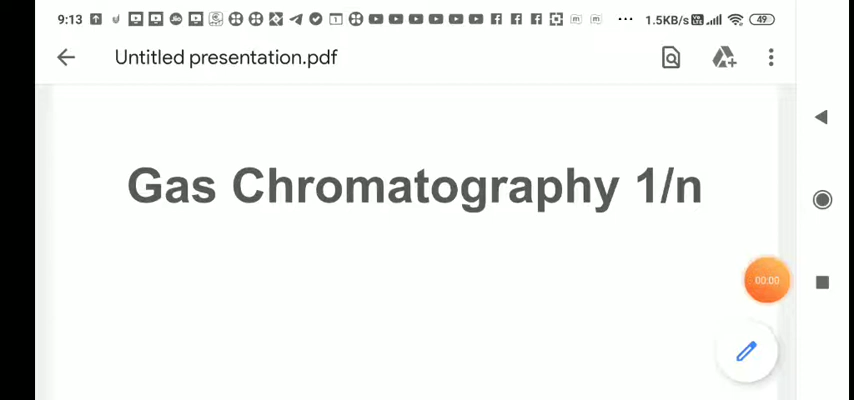 9:13 1.5KB/s 49
Untitled presentation.pdf
Gas Chromatography 1/n
00:00